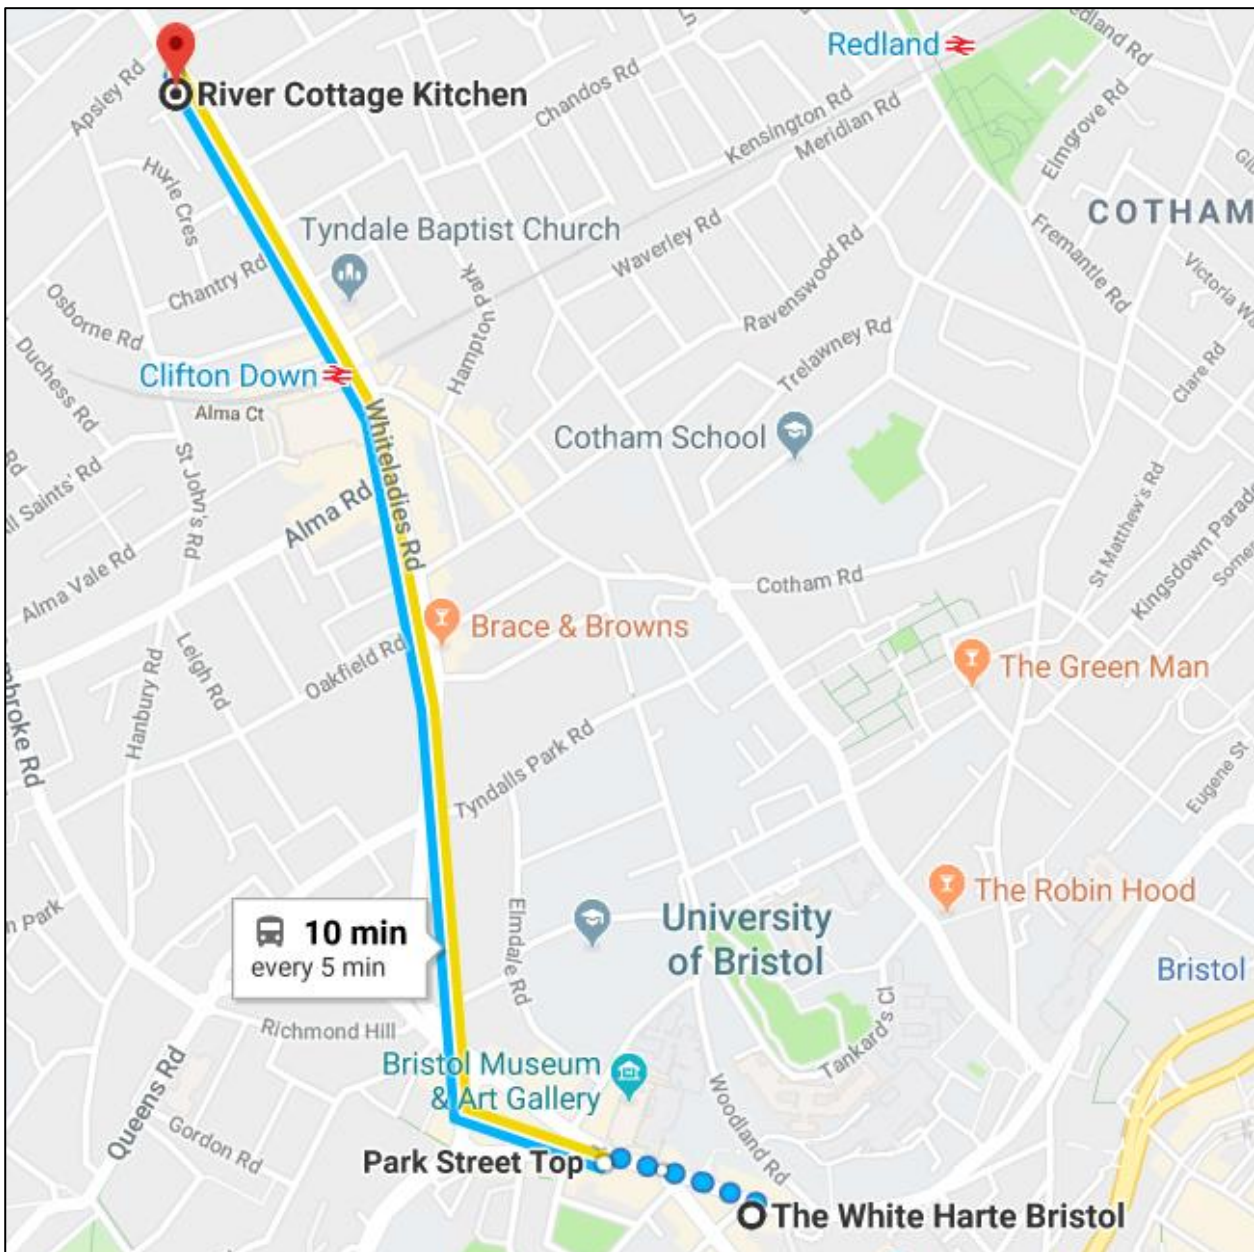 Redland
Redland Rd
River Cottage Kitchen
Apsley Rd
Chandos Rd
Kensington Rd
Meridian Rd
Elmgrove Rd
Hurle Cres
COTHAM
Tyndale Baptist Church
Waverley Rd
Fremantle Rd
Chantry Rd
Hampton Park
Ravenswood Rd
Osborne Rd
Trelawney Rd
Duchess Rd
Clifton Down
Clare Rd
Alma Ct
Whiteladies Rd
Cotham School
St John's Rd
Rd
Alma Rd
St Matthew's Rd
Kingsdown Parade
Alma Vale Rd
Cotham Rd
Brace & Browns
Leigh Rd
Oakfield Rd
The Green Man
Hanbury Rd
Tyndalls Park Rd
Eugene St
The Robin Hood
Elmdale Rd
University
of Bristol
n Park
10 min
every 5 min
Bristol
Richmond Hill
Tankard's Cl
Bristol Museum
& Art Gallery
Woodland Rd
Queens Rd
Gordon Rd
Park Street Top
The White Harte Bristol